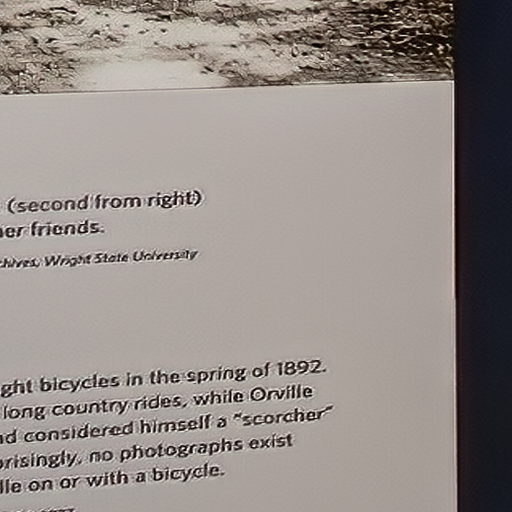 (second from right)
her friends.
chives, Wright State University
ght bicycles in the spring of 1892.
long country rides, while Orville
nd considered himself a "scorcher"
prisingly, no photographs exist
lle on or with a bicycle.